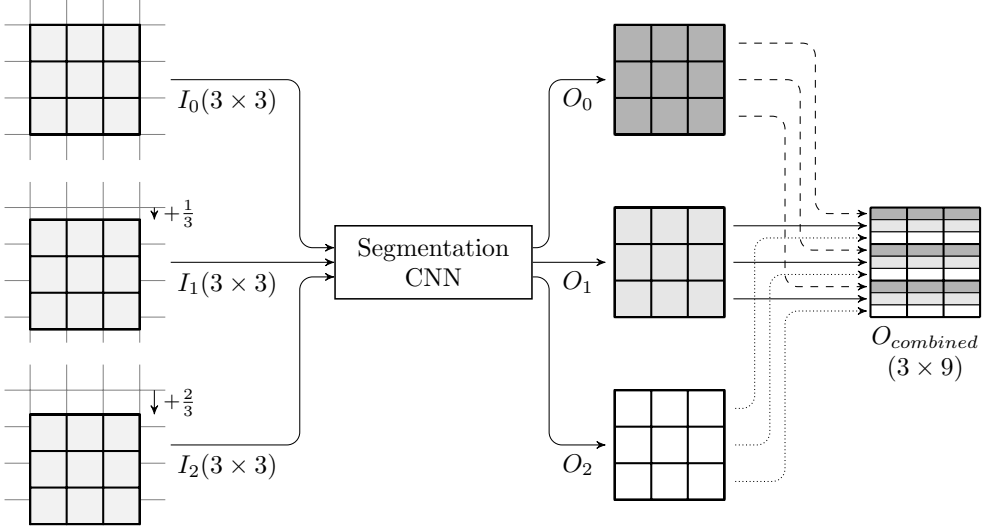 I₀(3 × 3)
O₀
+1/3
Segmentation
CNN
I₁(3 × 3)
O₁
O_combined
(3 × 9)
+2/3
I₂(3 × 3)
O₂